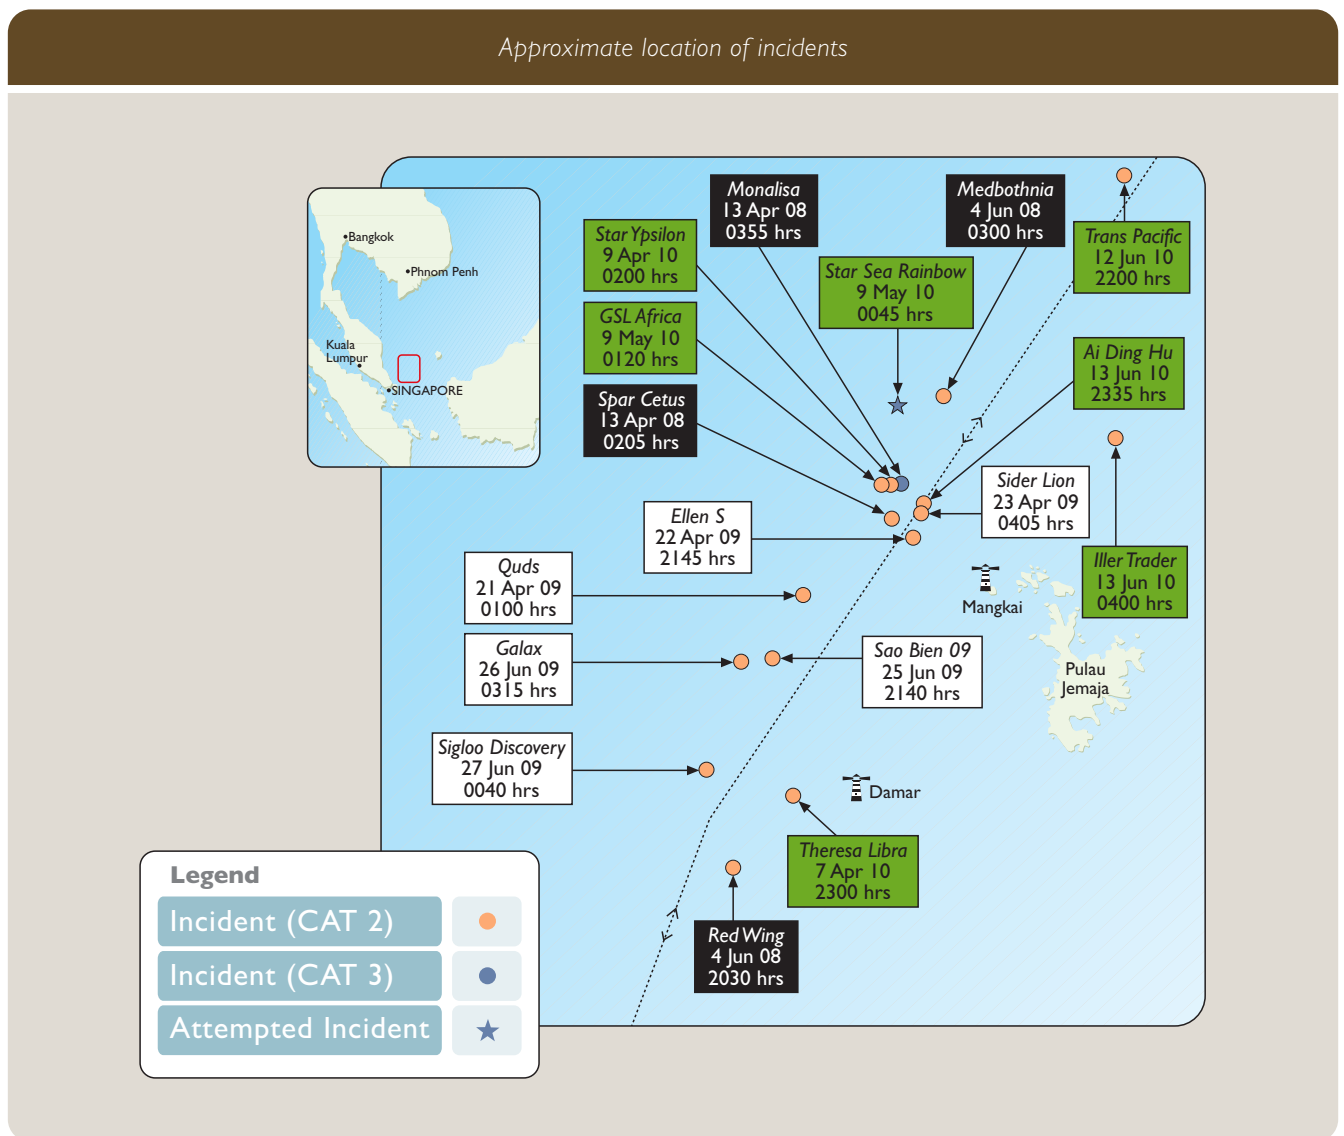 Approximate location of incidents
Bangkok
Phnom Penh
Kuala
Lumpur
SINGAPORE
Monalisa
13 Apr 08
0355 hrs
Medbothnia
4 Jun 08
0300 hrs
Star Ypsilon
9 Apr 10
0200 hrs
Trans Pacific
12 Jun 10
2200 hrs
Star Sea Rainbow
9 May 10
0045 hrs
GSL Africa
9 May 10
0120 hrs
Ai Ding Hu
13 Jun 10
2335 hrs
Spar Cetus
13 Apr 08
0205 hrs
Sider Lion
23 Apr 09
0405 hrs
Ellen S
22 Apr 09
2145 hrs
Iller Trader
13 Jun 10
0400 hrs
Quds
21 Apr 09
0100 hrs
Mangkai
Galax
26 Jun 09
0315 hrs
Sao Bien 09
25 Jun 09
2140 hrs
Pulau
Jemaja
Sigloo Discovery
27 Jun 09
0040 hrs
Damar
Theresa Libra
7 Apr 10
2300 hrs
Red Wing
4 Jun 08
2030 hrs
Legend
Incident (CAT 2)
Incident (CAT 3)
Attempted Incident